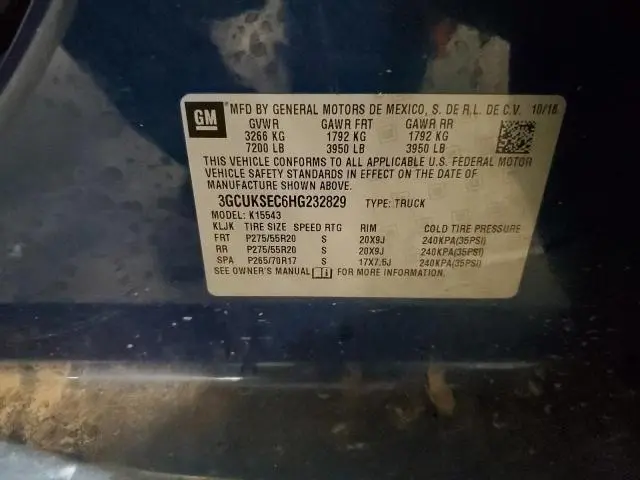 GM MFD BY GENERAL MOTORS DE MEXICO, S. DE R.L. DE C.V. 10/16
GVWR GAWR FRT GAWR RR
3266 KG 1792 KG 1792 KG
7200 LB 3950 LB 3950 LB
THIS VEHICLE CONFORMS TO ALL APPLICABLE U.S. FEDERAL MOTOR
VEHICLE SAFETY STANDARDS IN EFFECT ON THE DATE OF
MANUFACTURE SHOWN ABOVE.
3GCUKSEC6HG232829 TYPE: TRUCK
MODEL: K15543
KLJK TIRE SIZE SPEED RTG RIM COLD TIRE PRESSURE
FRT P275/55R20 S 20X9J 240KPA(35PSI)
RR P275/55R20 S 20X9J 240KPA(35PSI)
SPA P265/70R17 S 17X7.5J 240KPA(35PSI)
SEE OWNER'S MANUAL FOR MORE INFORMATION.